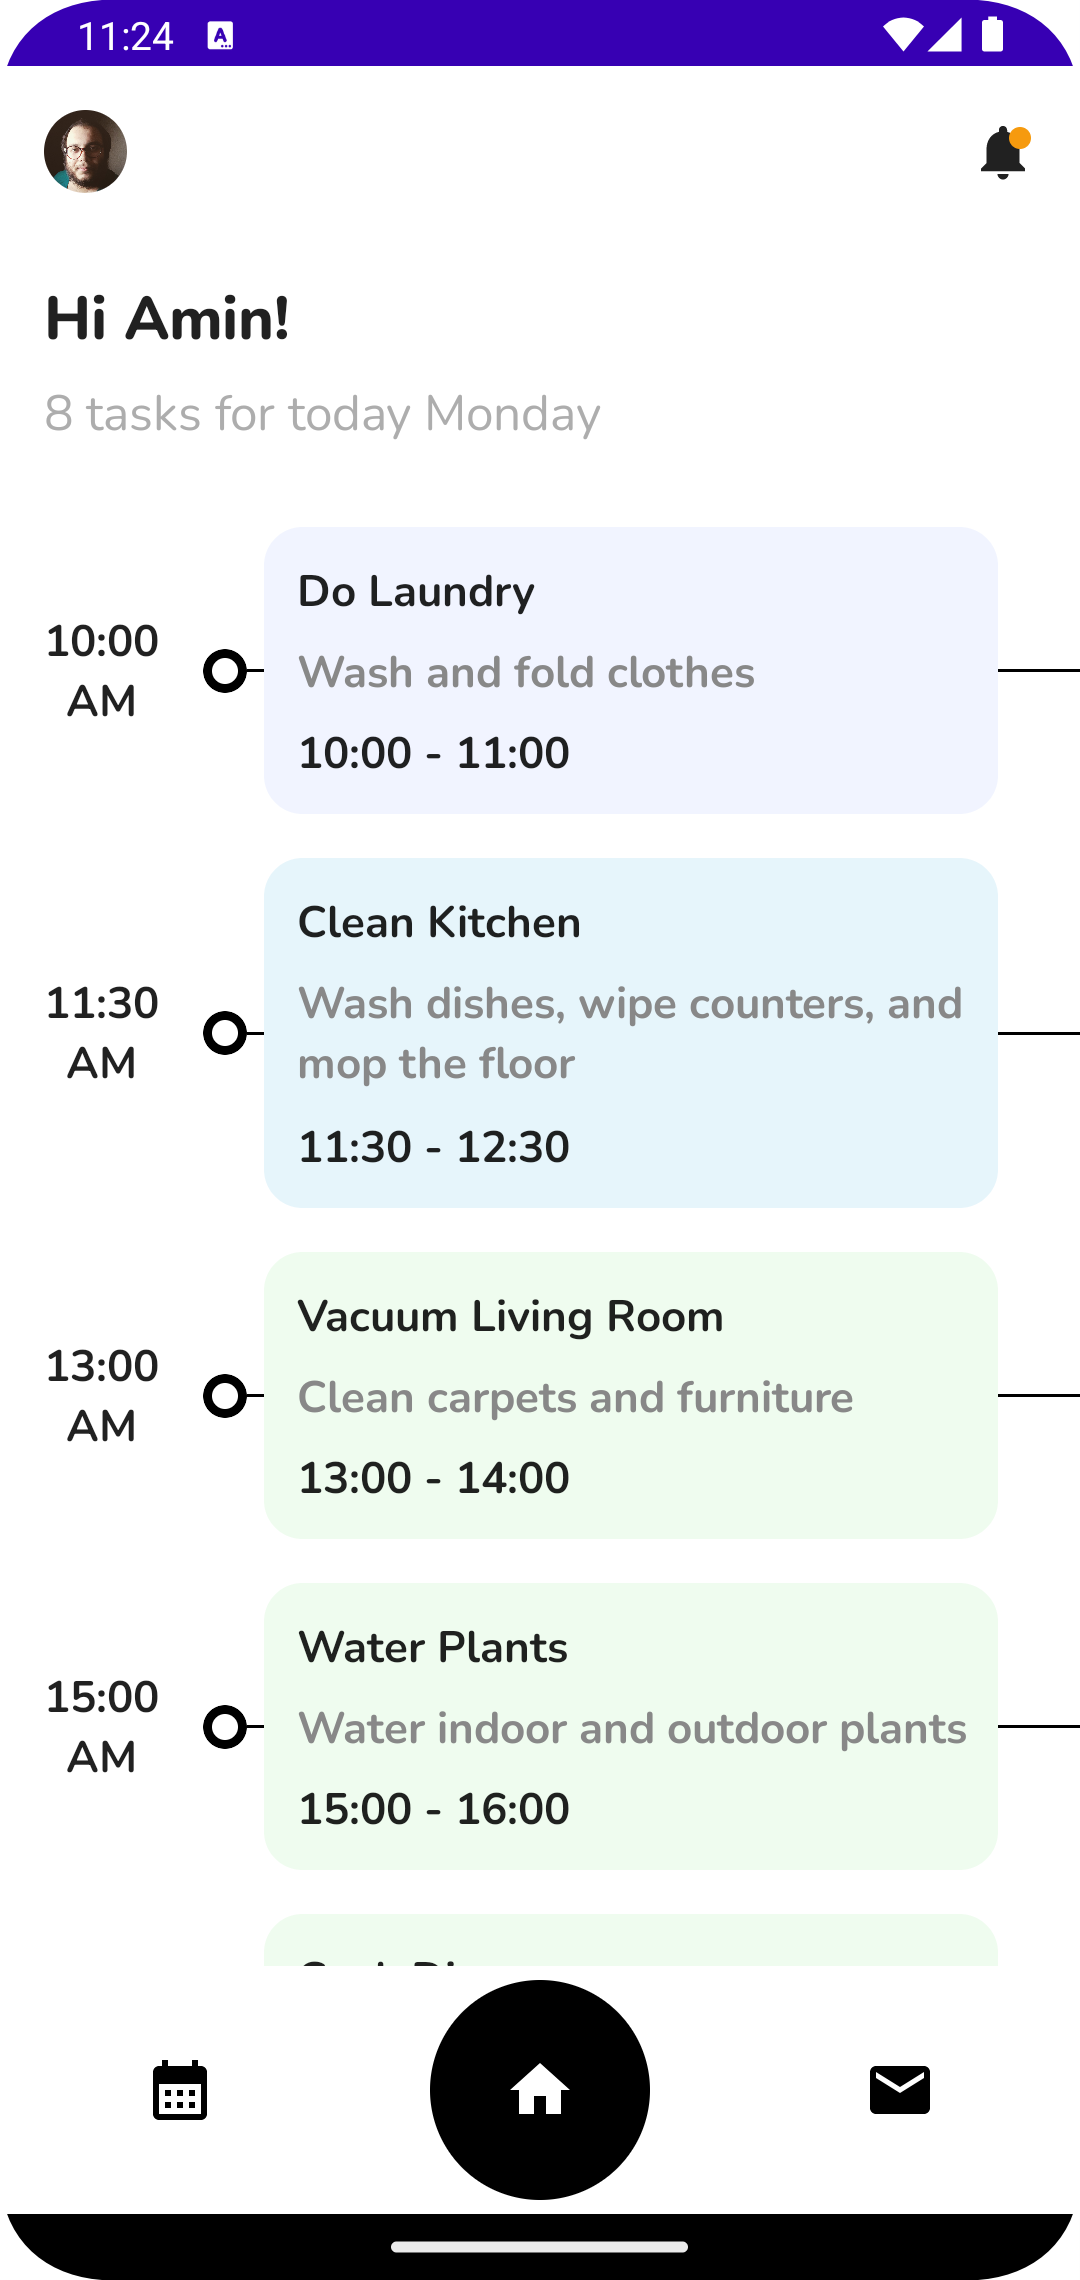 11:24
Hi Amin!
8 tasks for today Monday
10:00
AM
Do Laundry
Wash and fold clothes
10:00 - 11:00
11:30
AM
Clean Kitchen
Wash dishes, wipe counters, and
mop the floor
11:30 - 12:30
13:00
AM
Vacuum Living Room
Clean carpets and furniture
13:00 - 14:00
15:00
AM
Water Plants
Water indoor and outdoor plants
15:00 - 16:00